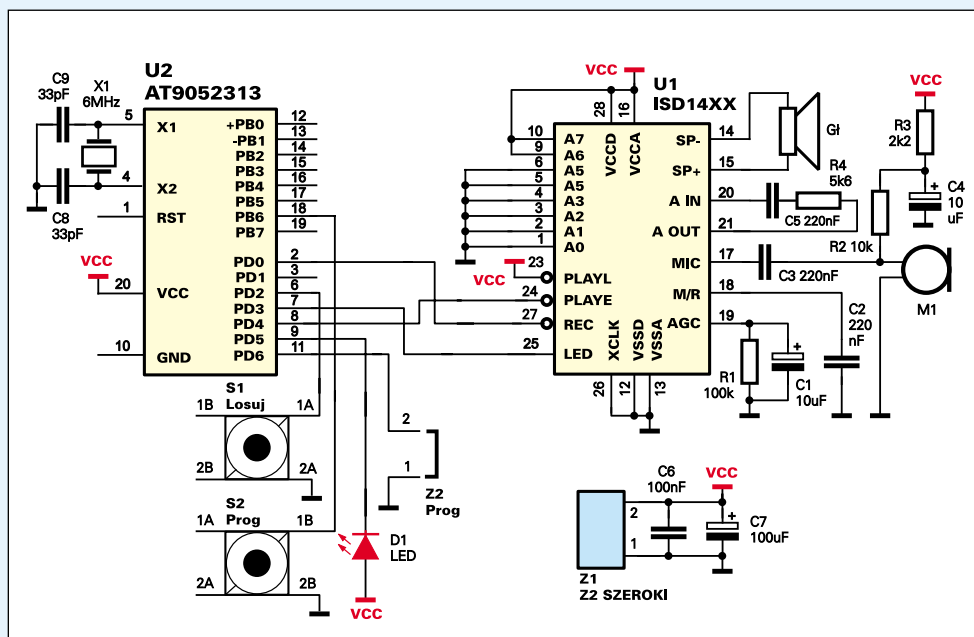 U2
AT9052313
C9
33pF
X1
6MHz
5
4
1
C8
33pF
VCC
20
10
X1
X2
RST
VCC
GND
+PB0
-PB1
PB2
PB3
PB4
PB5
PB6
PB7
PD0
PD1
PD2
PD3
PD4
PD5
PD6
12
13
14
15
16
17
18
19
2
3
6
7
8
9
11
VCC
U1
ISD14XX
28
16
VCCD
VCCA
10
9
6
5
4
3
2
1
23
24
27
25
VCC
A7
A6
A5
A5
A3
A2
A1
A0
PLAYL
PLAYE
REC
LED
XCLK
VSSD
VSSA
26
12
13
SP-
SP+
A IN
A OUT
MIC
M/R
AGC
14
15
20
21
17
18
19
Gł
R4
5k6
C5 220nF
R2 10k
C3 220nF
VCC
R3
2k2
+
C4
10
uF
M1
C2
220
nF
R1
100k
+
C1
10uF
S1
Losuj
1B
1A
2B
2A
S2
Prog
1A
1B
2A
2B
2
1
Z2
Prog
D1
LED
VCC
C6
100nF
VCC
2
1
+
C7
100uF
Z1
Z2 SZEROKI